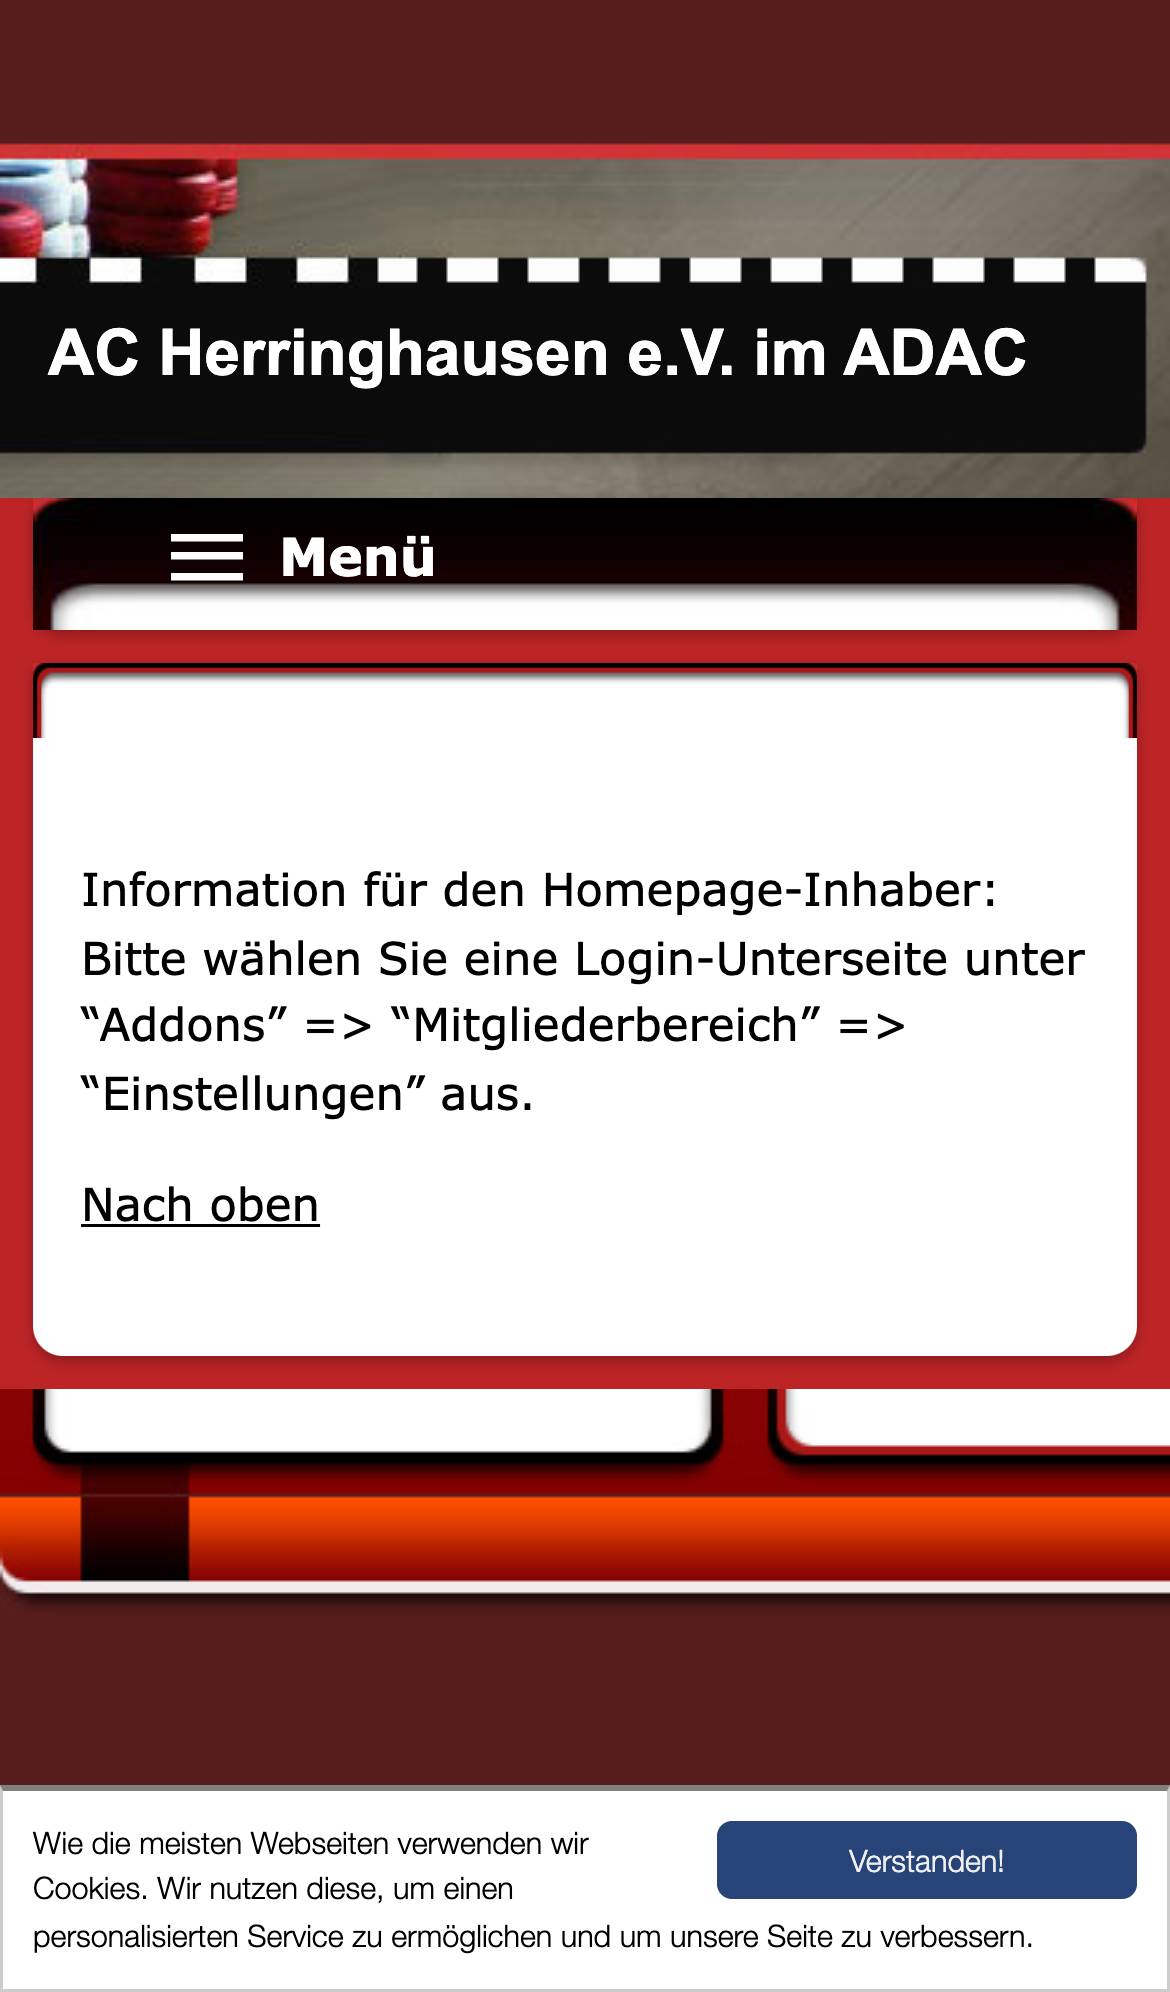 AC Herringhausen e.V. im ADAC
Menü
Information für den Homepage-Inhaber:
Bitte wählen Sie eine Login-Unterseite unter
“Addons” => “Mitgliederbereich” =>
“Einstellungen” aus.
Nach oben
Wie die meisten Webseiten verwenden wir
Cookies. Wir nutzen diese, um einen
personalisierten Service zu ermöglichen und um unsere Seite zu verbessern.
Verstanden!